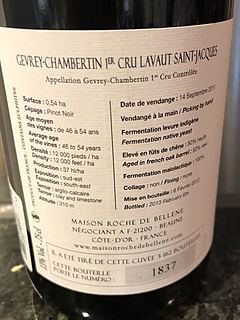 GEVREY-CHAMBERTIN 1ER CRU LAVAUT SAINT-JACQUES
Appellation Gevrey-Chambertin 1er Cru Contrôlée
Surface : 0,54 ha
Cépage : Pinot Noir
Age moyen
des vignes : de 46 à 54 ans
Average age
of the vines : 46 to 54 years
Densité : 12 000 pieds / ha
Density : 12 000 feet / ha
Production : 37 hl/ha
Exposition : sud-est
Exposition : south-east
Terroir : argilo-calcaire
Terroir : clay and limestone
Altitude : 310 m
Date de vendange : 14 Septembre 2011
Vendangé à la main / Picking by hand
Fermentation levure indigène
Fermentation native yeast
Elevé en fûts de chêne : 50% neufs
Aged in french oak barrel : 50% new
Fermentation malolactique : 100%
Collage : non / Fining : none
Mise en bouteille : 6 Février 2013
Bottled : 2013 February 6th
MAISON ROCHE DE BELLENE
NÉGOCIANT A F-21200 - BEAUNE
CÔTE-D'OR - FRANCE
www.maisonrochedebellene.com
IL A ÉTÉ TIRÉ DE CETTE CUVÉE 3 162 BOUTEILLES
CETTE BOUTEILLE
PORTE LE NUMÉRO :
1837